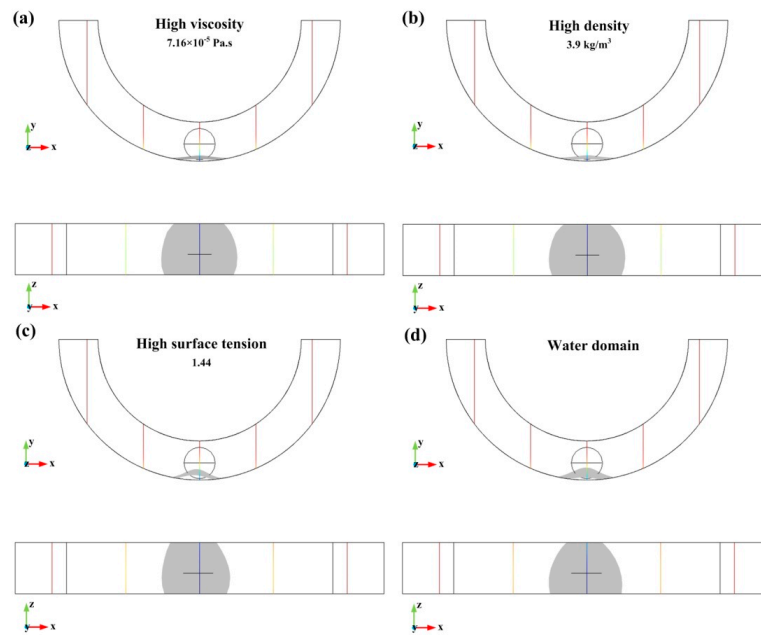 (a)
High viscosity
7.16×10⁻⁵ Pa.s
y
z
x
z
y
x
(b)
High density
3.9 kg/m³
y
z
x
z
y
x
(c)
High surface tension
1.44
y
z
x
z
y
x
(d)
Water domain
y
z
x
z
y
x